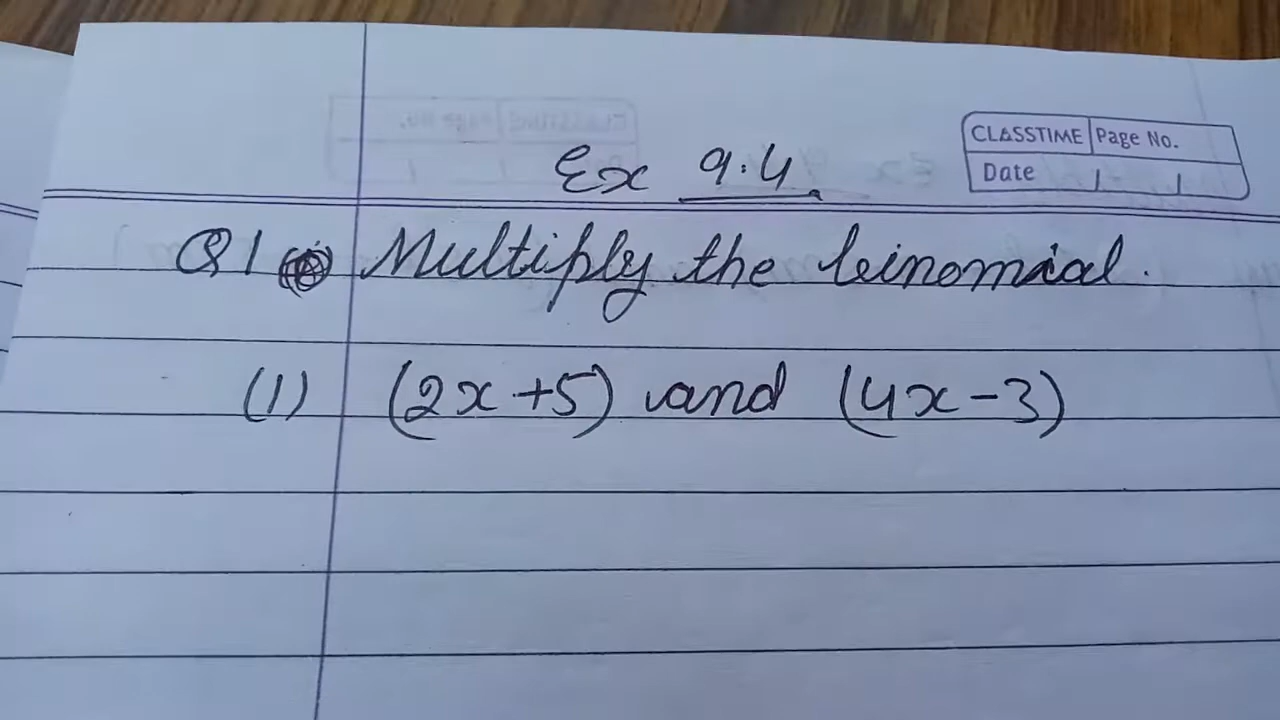 CLASSTIME Page No.
Date
Ex 9.4.
Q1 Multiply the binomial.
(1) (2x+5) and (4x-3)